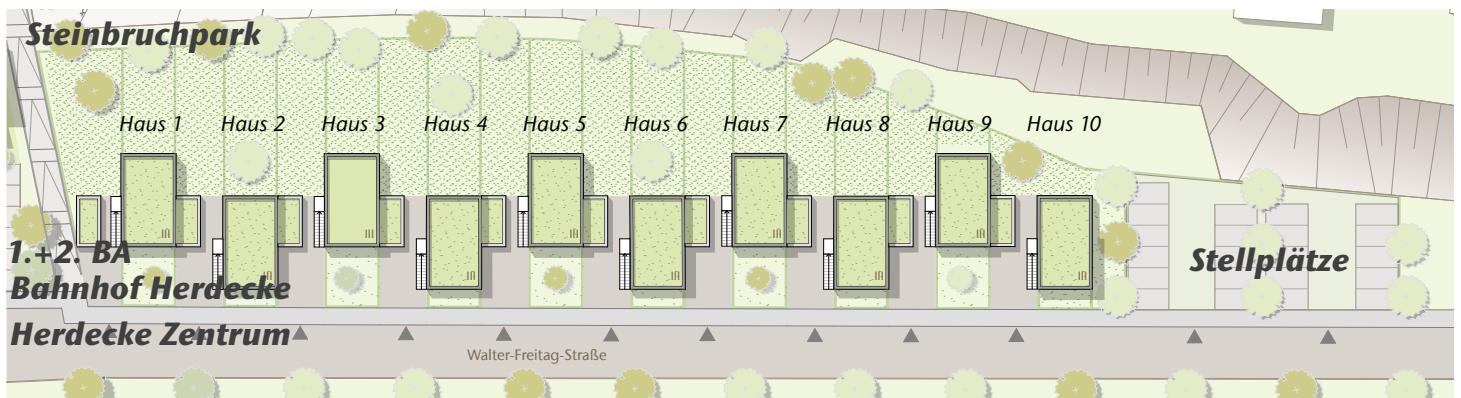 Steinbruchpark
Haus 1 Haus 2 Haus 3 Haus 4 Haus 5 Haus 6 Haus 7 Haus 8 Haus 9 Haus 10
1.+2. BA
Bahnhof Herdecke
Stellplätze
Herdecke Zentrum
Walter-Freitag-Straße